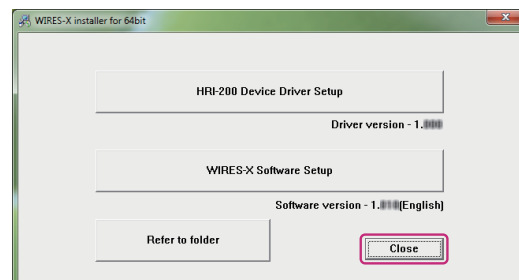 WIRES-X installer for 64bit
HRI-200 Device Driver Setup
Driver version - 1.
WIRES-X Software Setup
Software version - 1. (English)
Refer to folder
Close